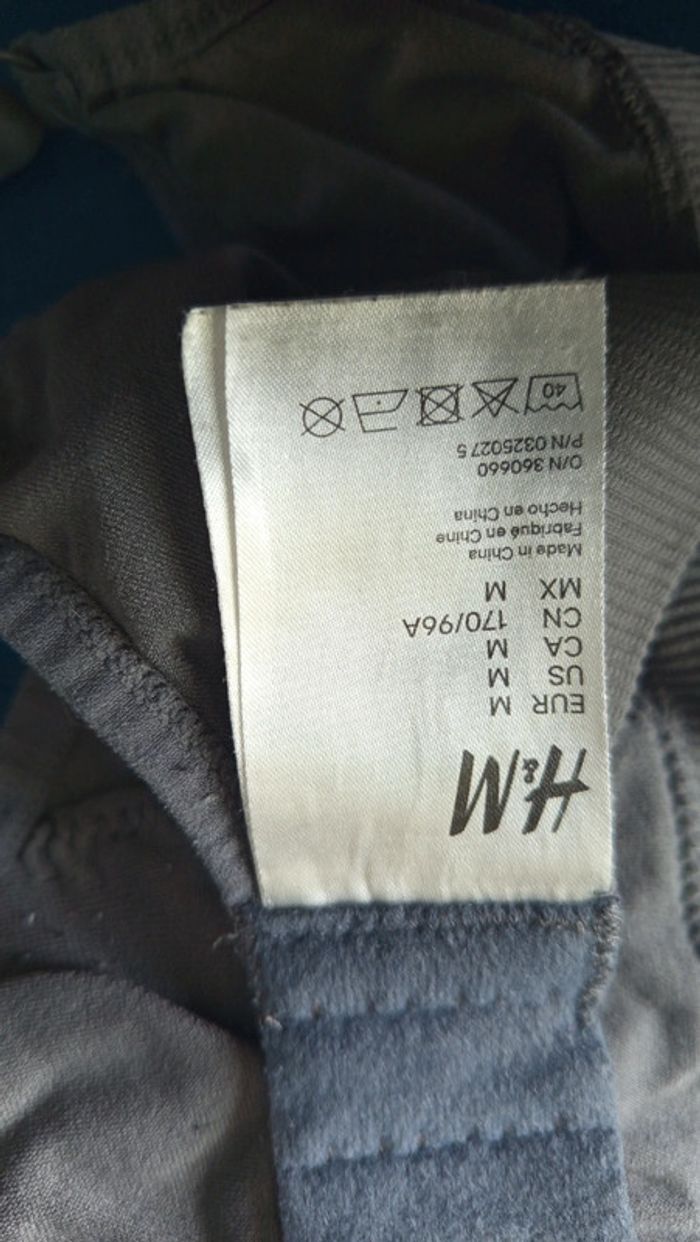 H&M
EUR M
US M
CA M
CN 170/96A
MX M
Made in China
Fabriqué en Chine
Hecho en China
O/N 360660
P/N 0325027 5
40